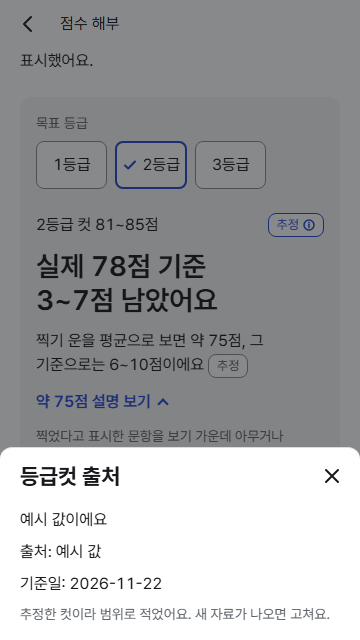 점수 해부
표시했어요.
목표 등급
1등급
2등급
3등급
2등급 컷 81~85점
추정
실제 78점 기준
3~7점 남았어요
찍기 운을 평균으로 보면 약 75점, 그
기준으로는 6~10점이에요 추정
약 75점 설명 보기
찍었다고 표시한 문항을 보기 가운데 아무거나
등급컷 출처
예시 값이에요
출처: 예시 값
기준일: 2026-11-22
추정한 컷이라 범위로 적었어요. 새 자료가 나오면 고쳐요.